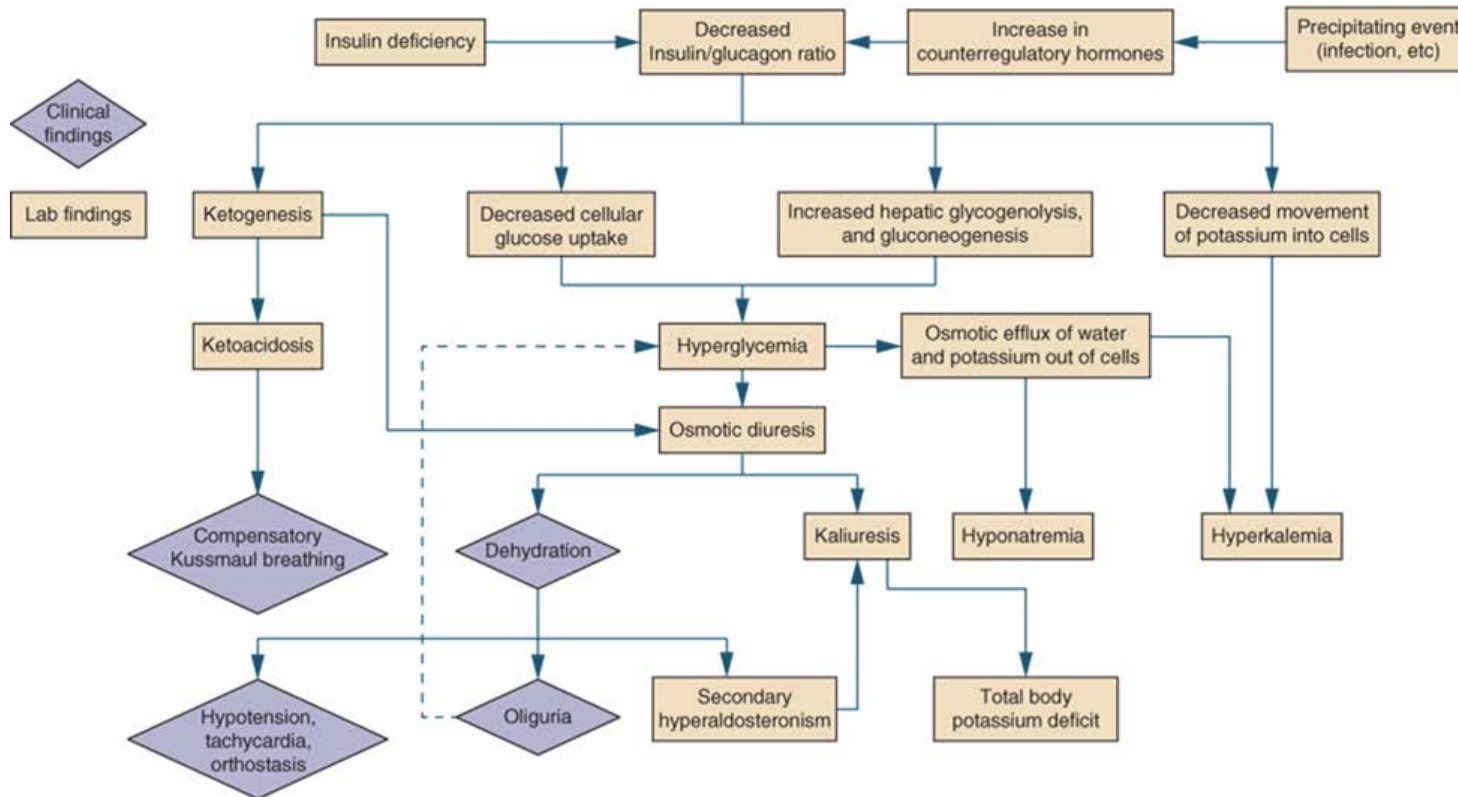 Insulin deficiency
Decreased
Insulin/glucagon ratio
Increase in
counterregulatory hormones
Precipitating event
(infection, etc)
Clinical
findings
Lab findings
Ketogenesis
Decreased cellular
glucose uptake
Increased hepatic glycogenolysis,
and gluconeogenesis
Decreased movement
of potassium into cells
Ketoacidosis
Hyperglycemia
Osmotic efflux of water
and potassium out of cells
Osmotic diuresis
Compensatory
Kussmaul breathing
Dehydration
Kaliuresis
Hyponatremia
Hyperkalemia
Hypotension,
tachycardia,
orthostasis
Oliguria
Secondary
hyperaldosteronism
Total body
potassium deficit